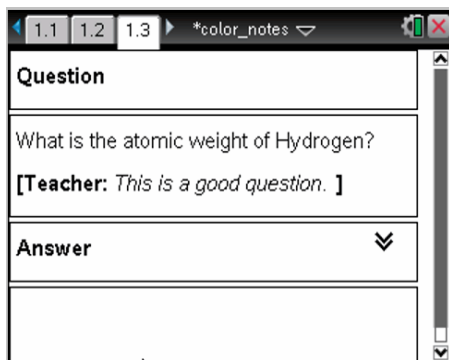 1.1 1.2 1.3 *color_notes
Question
What is the atomic weight of Hydrogen?
[Teacher: This is a good question. ]
Answer